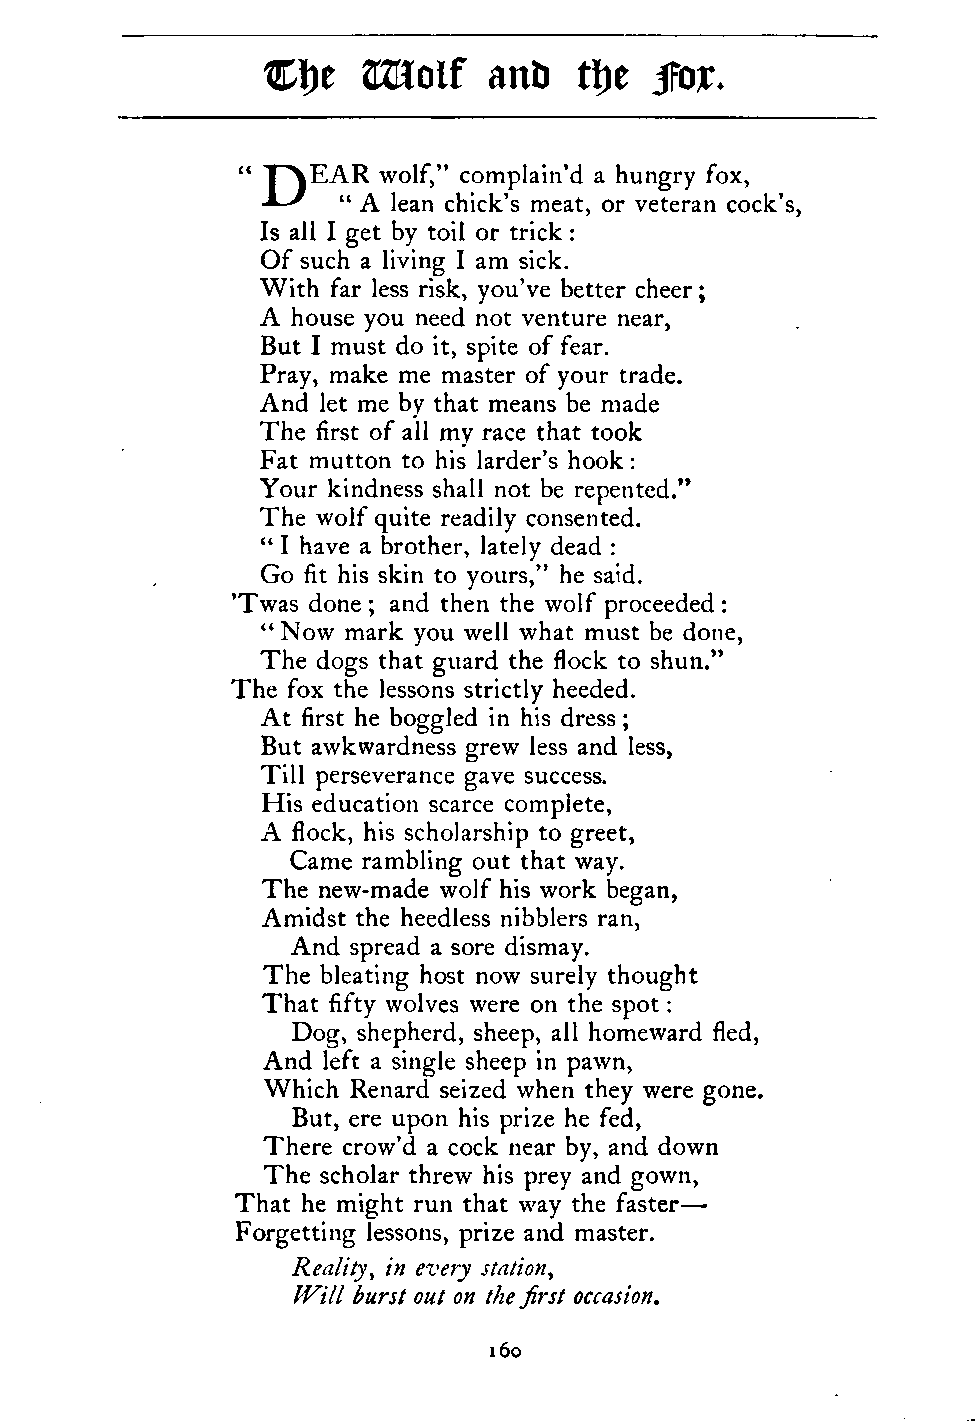 The Wolf and the Fox.
“ DEAR wolf,” complain’d a hungry fox,
“ A lean chick’s meat, or veteran cock’s,
Is all I get by toil or trick :
Of such a living I am sick.
With far less risk, you’ve better cheer ;
A house you need not venture near,
But I must do it, spite of fear.
Pray, make me master of your trade.
And let me by that means be made
The first of all my race that took
Fat mutton to his larder’s hook :
Your kindness shall not be repented.”
The wolf quite readily consented.
“ I have a brother, lately dead :
Go fit his skin to yours,” he said.
’Twas done ; and then the wolf proceeded :
“ Now mark you well what must be done,
The dogs that guard the flock to shun.”
The fox the lessons strictly heeded.
At first he boggled in his dress ;
But awkwardness grew less and less,
Till perseverance gave success.
His education scarce complete,
A flock, his scholarship to greet,
Came rambling out that way.
The new-made wolf his work began,
Amidst the heedless nibblers ran,
And spread a sore dismay.
The bleating host now surely thought
That fifty wolves were on the spot :
Dog, shepherd, sheep, all homeward fled,
And left a single sheep in pawn,
Which Renard seized when they were gone.
But, ere upon his prize he fed,
There crow’d a cock near by, and down
The scholar threw his prey and gown,
That he might run that way the faster—
Forgetting lessons, prize and master.
Reality, in every station,
Will burst out on the first occasion.
160